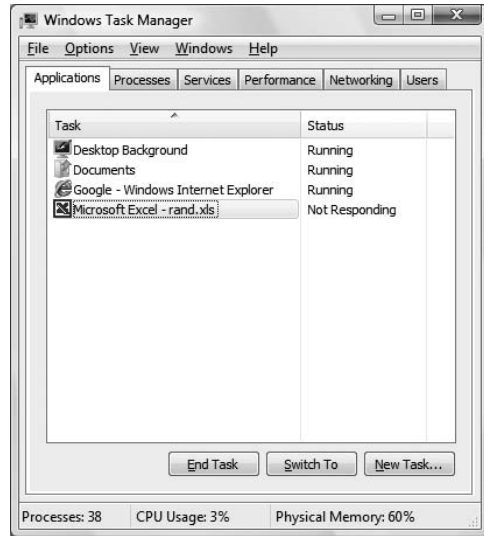 Windows Task Manager
File Options View Windows Help
Applications Processes Services Performance Networking Users
Task Status
Desktop Background Running
Documents Running
Google - Windows Internet Explorer Running
Microsoft Excel - rand.xls Not Responding
End Task Switch To New Task...
Processes: 38 CPU Usage: 3% Physical Memory: 60%